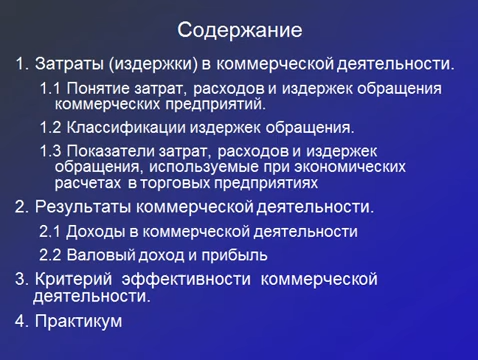 Содержание
1. Затраты (издержки) в коммерческой деятельности.
1.1 Понятие затрат, расходов и издержек обращения
коммерческих предприятий.
1.2 Классификации издержек обращения.
1.3 Показатели затрат, расходов и издержек
обращения, используемые при экономических
расчетах в торговых предприятиях
2. Результаты коммерческой деятельности.
2.1 Доходы в коммерческой деятельности
2.2 Валовый доход и прибыль
3. Критерий эффективности коммерческой
деятельности.
4. Практикум